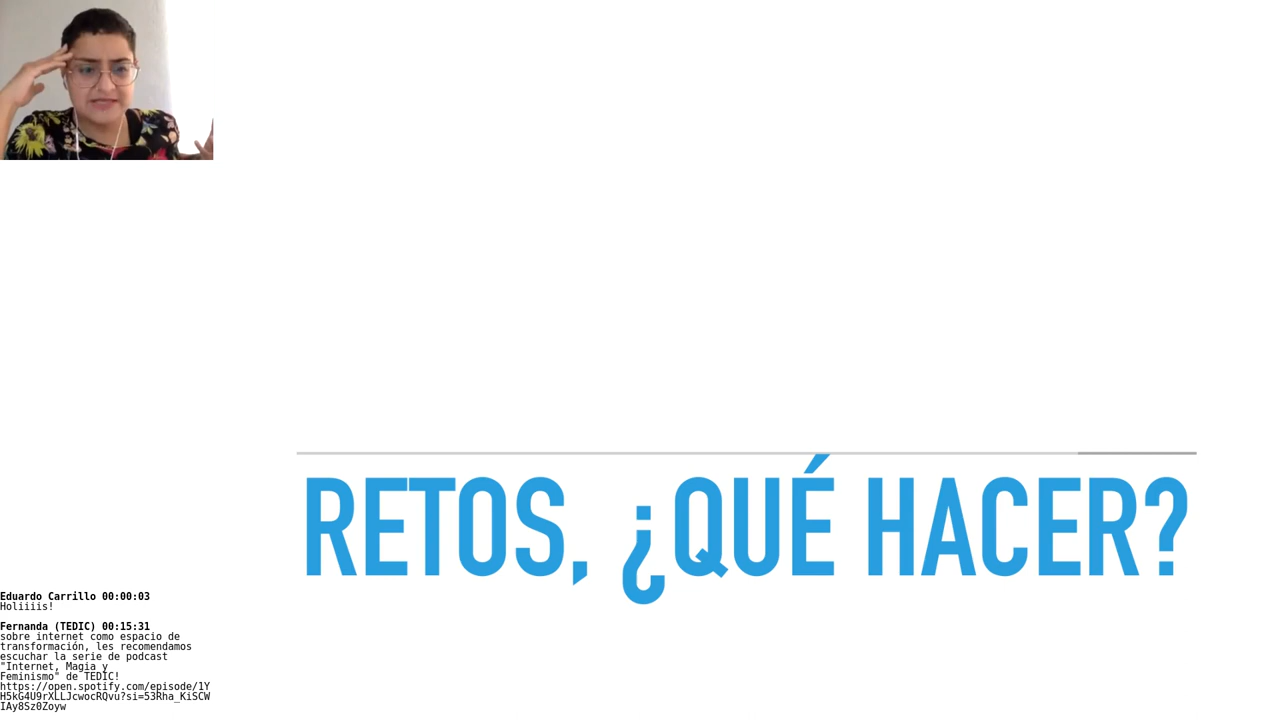 RETOS, ¿QUÉ HACER?
Eduardo Carrillo 00:00:03
Holiiiis!
Fernanda (TEDIC) 00:15:31
sobre internet como espacio de
transformación, les recomendamos
escuchar la serie de podcast
"Internet, Magia y
Feminismo" de TEDIC!
https://open.spotify.com/episode/1Y
H5kG4U9rXLLJcwocRQvu?si=53Rha_KiSCW
IAy8Sz0Zoyw